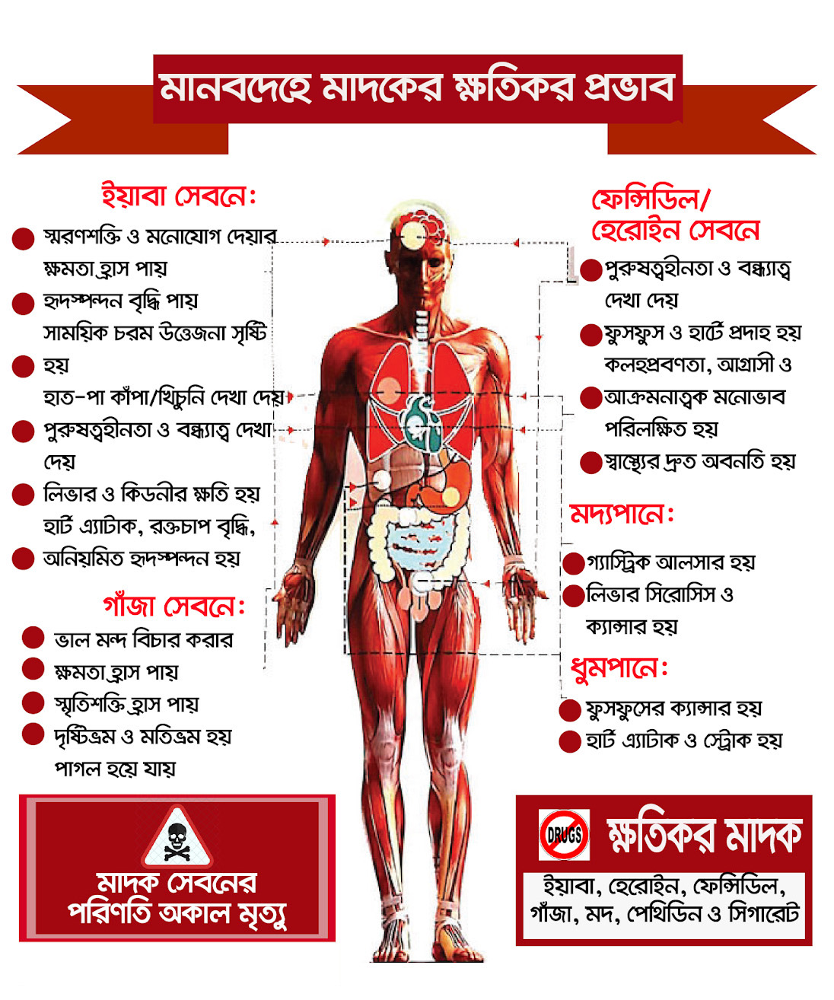 মানবদেহে মাদকের ক্ষতিকর প্রভাব
ইয়াবা সেবনে:
স্মরণশক্তি ও মনোযোগ দেয়ার
ক্ষমতা হ্রাস পায়
হৃদস্পন্দন বৃদ্ধি পায়
সাময়িক চরম উত্তেজনা সৃষ্টি
হয়
হাত-পা কাঁপা/খিচুনি দেখা দেয়
পুরুষত্বহীনতা ও বন্ধ্যাত্ব দেখা
দেয়
লিভার ও কিডনীর ক্ষতি হয়
হার্ট এ্যাটাক, রক্তচাপ বৃদ্ধি,
অনিয়মিত হৃদস্পন্দন হয়
গাঁজা সেবনে:
ভাল মন্দ বিচার করার
ক্ষমতা হ্রাস পায়
স্মৃতিশক্তি হ্রাস পায়
দৃষ্টিভ্রম ও মতিভ্রম হয়
পাগল হয়ে যায়
ফেন্সিডিল/
হেরোইন সেবনে
পুরুষত্বহীনতা ও বন্ধ্যাত্ব
দেখা দেয়
ফুসফুস ও হার্টে প্রদাহ হয়
কলহপ্রবণতা, আগ্রাসী ও
আক্রমনাত্বক মনোভাব
পরিলক্ষিত হয়
স্বাস্থ্যের দ্রুত অবনতি হয়
মদ্যপানে:
গ্যাস্ট্রিক আলসার হয়
লিভার সিরোসিস ও
ক্যান্সার হয়
ধুমপানে:
ফুসফুসের ক্যান্সার হয়
হার্ট এ্যাটাক ও স্ট্রোক হয়
মাদক সেবনের
পরিণতি অকাল মৃত্যু
DRUGS
ক্ষতিকর মাদক
ইয়াবা, হেরোইন, ফেন্সিডিল,
গাঁজা, মদ, পেথিডিন ও সিগারেট